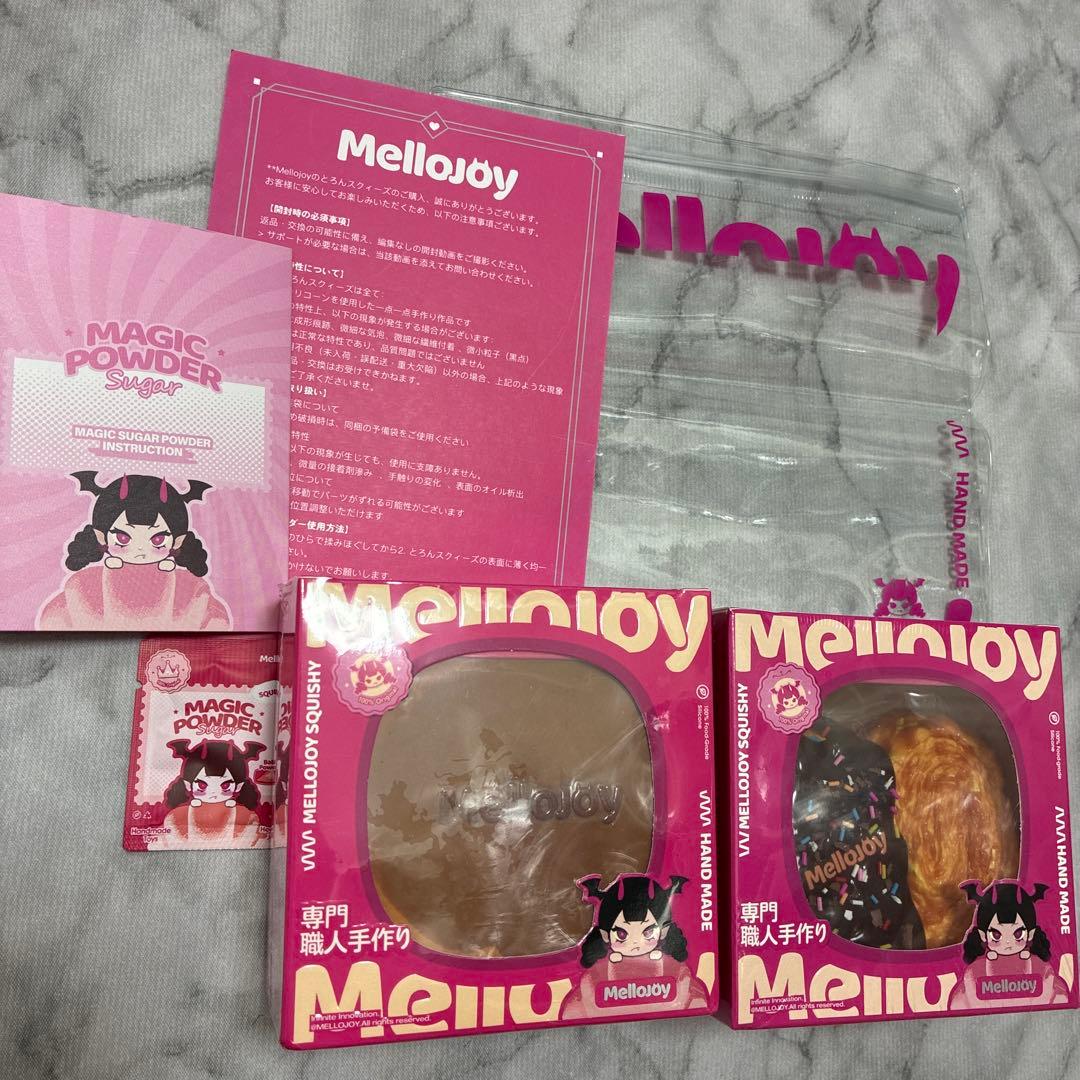 Mellojoy
**Mellojoyのとろんスクィーズのご購入、誠にありがとうございます。
お客様に安心してお楽しみいただくため、以下の注意事項ございます。
【開封時の必須事項】
返品・交換の可能性に備え、編集なしの開封動画をご撮影ください。
> サポートが必要な場合は、当該動画を添えてお問い合わせください。
性について】
ろんスクィーズは全て:
リコーンを使用した一点一点手作り作品です
特性上、以下の現象が発生する場合がございます:
成形痕跡、微細な気泡、微細な繊維付着 、微小粒子（黒点）
は正常な特性であり、品質問題ではございません
不良（未入荷・誤配送・重大欠陥）以外の場合、上記のような現象
品・交換はお受けできかねます。
ご了承くださいませ。
取り扱い】
袋について
め破損時は、同梱の予備袋をご使用ください
特性
以下の現象が生じても、使用に支障ありません。
、微量の接着剤滲み 、手触りの変化 、表面のオイル析出
について
移動でパーツがずれる可能性がございます
位置調整いただけます
ダー使用方法】
のひらで揉みほぐしてから2. とろんスクィーズの表面に薄く均一
さい。
かけないでお願いします
MAGIC
POWDER
Sugar
MAGIC SUGAR POWDER
INSTRUCTION
ellojoy
HAND MADE
MAGIC
POWDER
Sugar
Handmade
Toys
Mellojoy
MELLOJOY SQUISHY
100% Food-Grade
Silicone
Mellojoy
HAND MADE
専門
職人手作り
Mellojoy
Infinite Innovation.
@MELLOJOY.All rights reserved.
Mellojoy
MELLOJOY SQUISHY
100% Food-grade
Silicone
Mellojoy
HAND MADE
専門
職人手作り
Mellojoy
Infinite Innovation.
@MELLOJOY.All rights reserved.